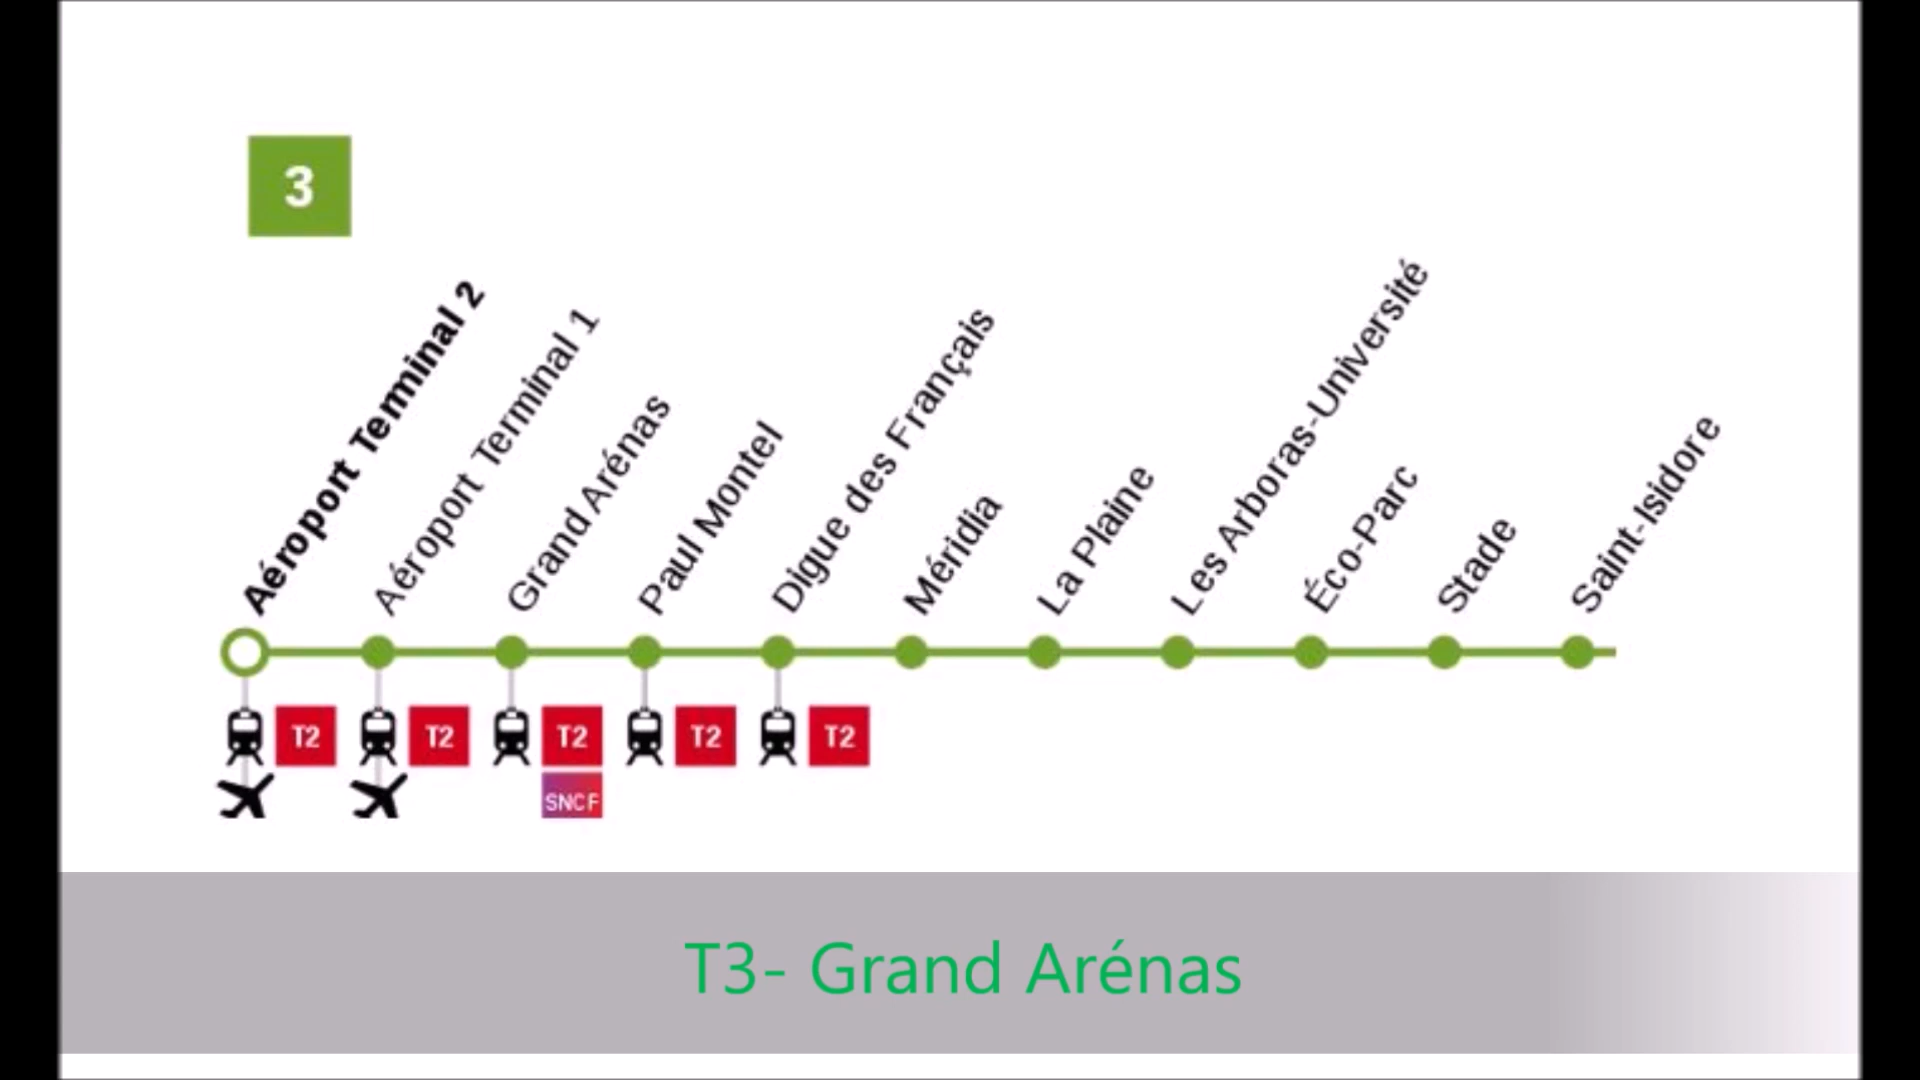 3
Aéroport Terminal 2
Aéroport Terminal 1
Grand Arénas
Paul Montel
Digue des Français
Méridia
La Plaine
Les Arboras-Université
Éco-Parc
Stade
Saint-Isidore
T2
T2
T2
T2
T2
SNCF
T3- Grand Arénas